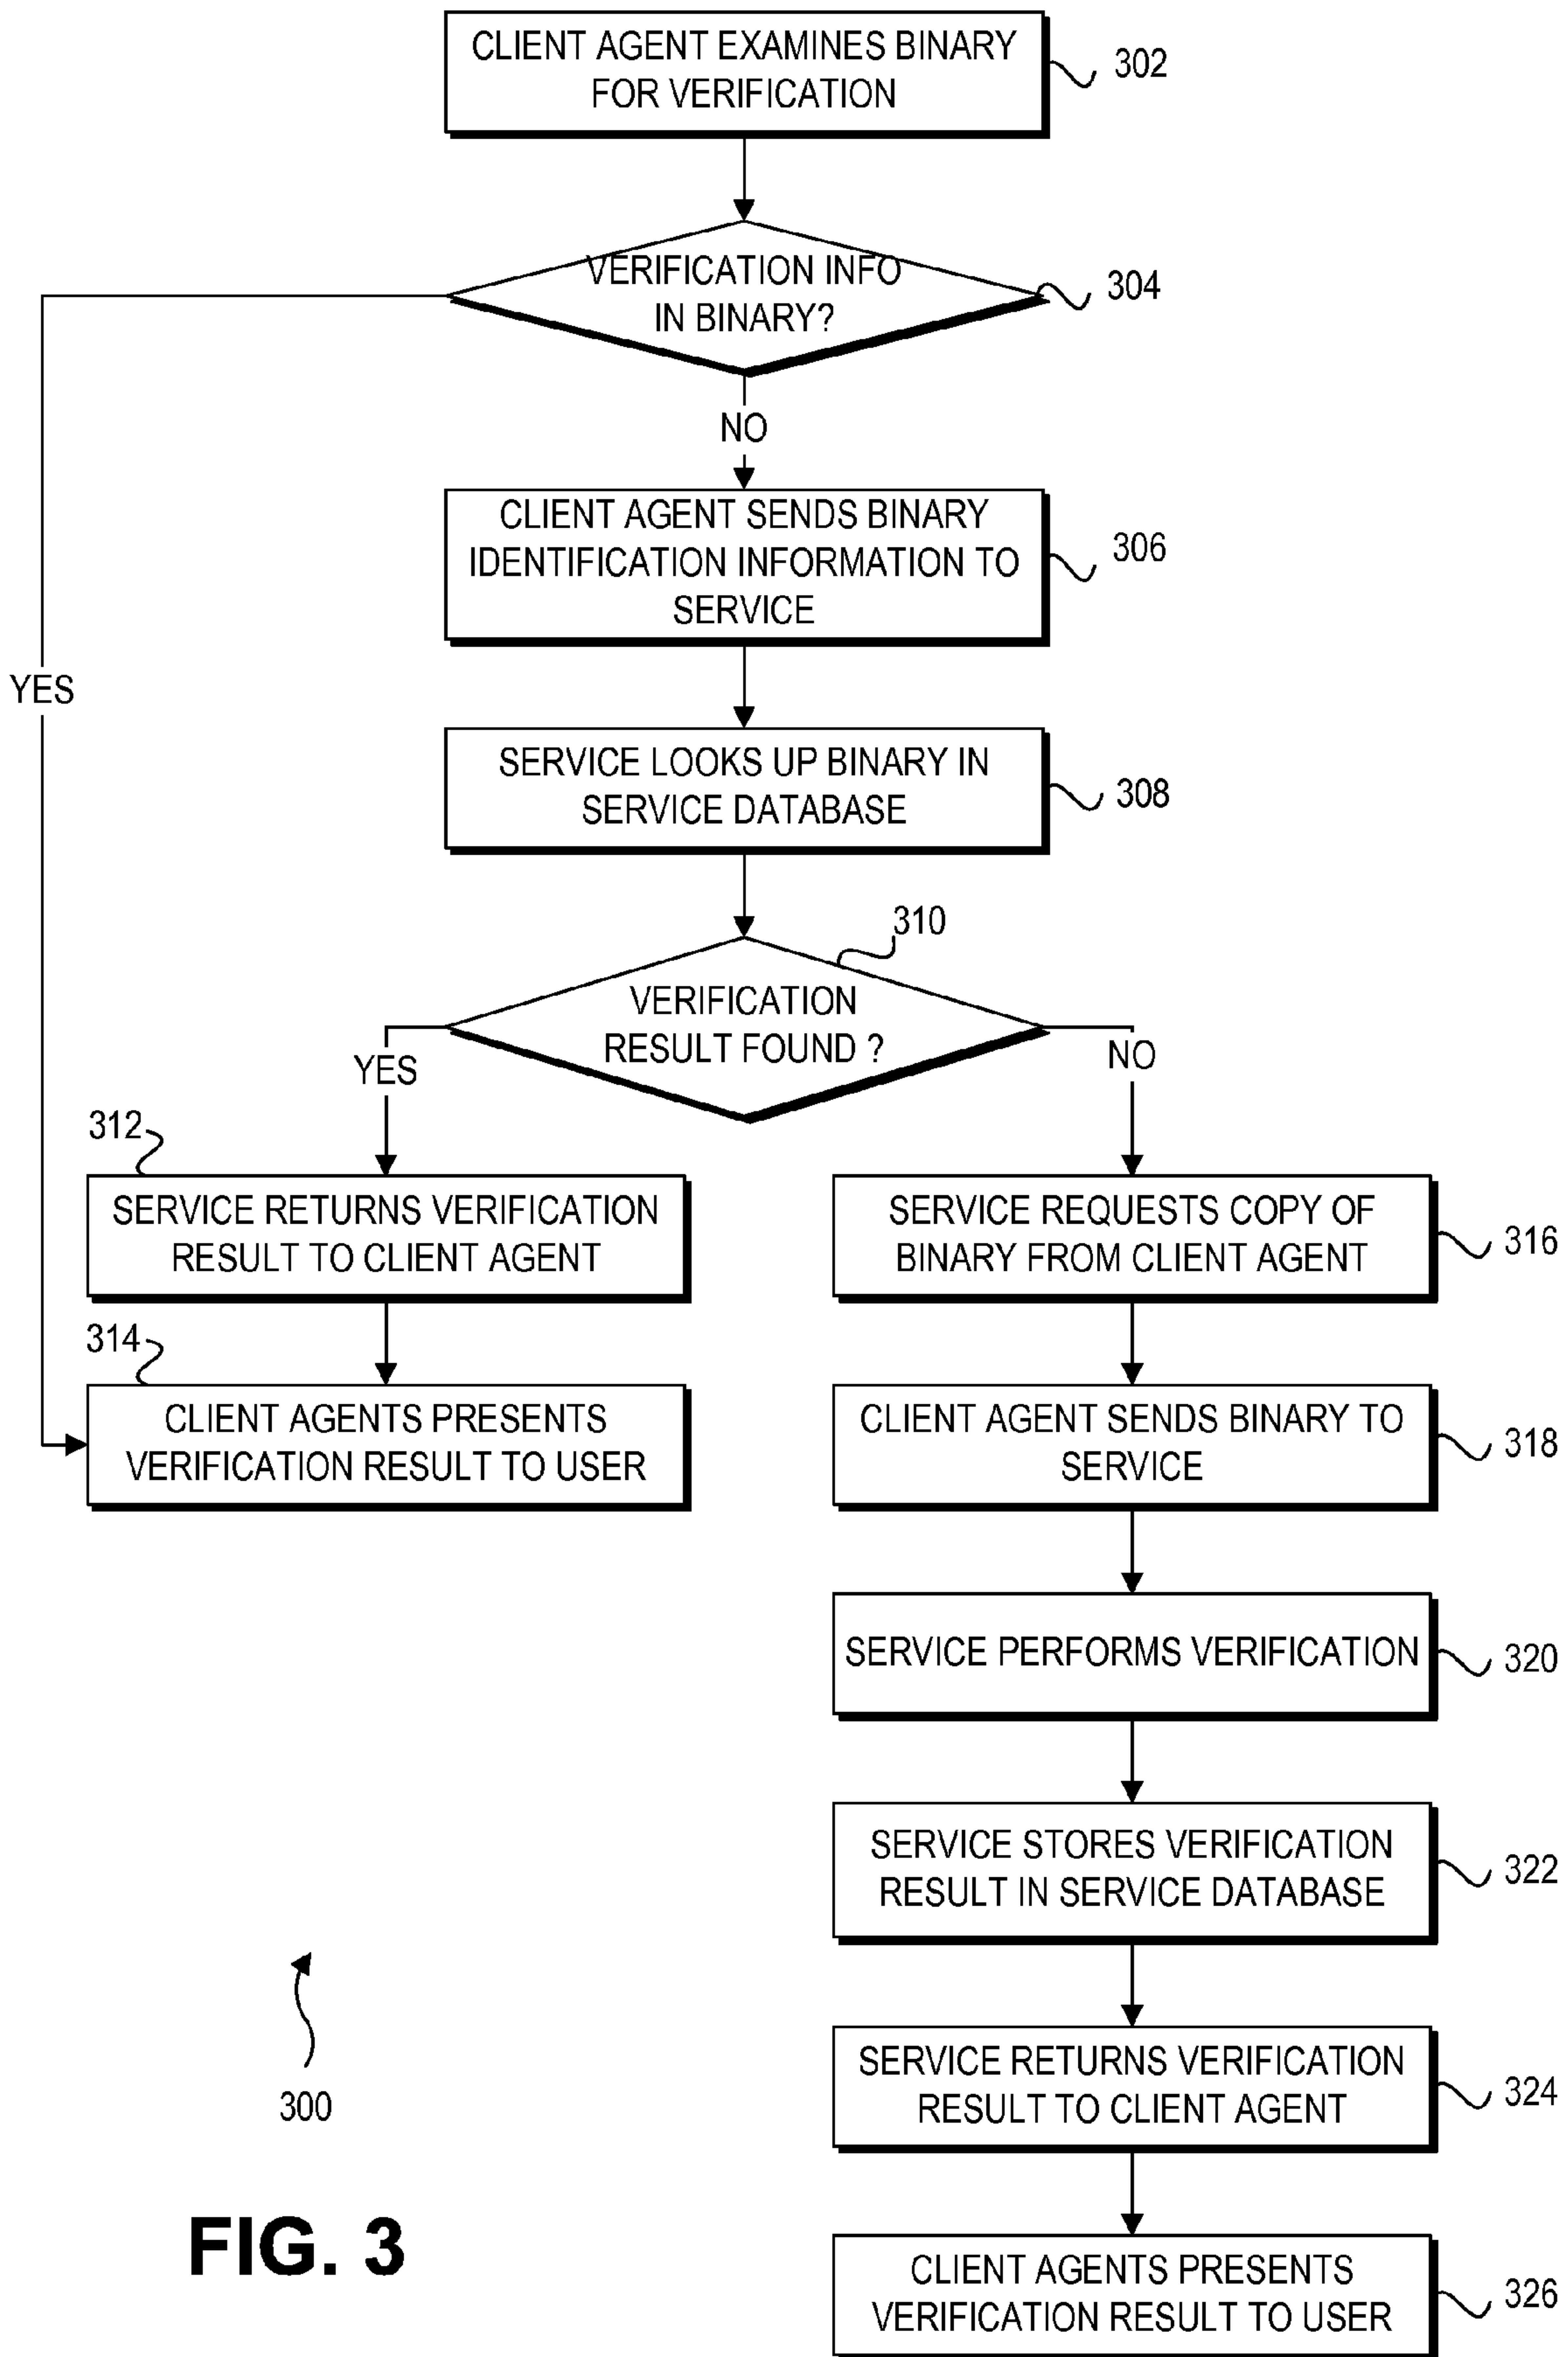 CLIENT AGENT EXAMINES BINARY
FOR VERIFICATION
302
VERIFICATION INFO
IN BINARY?
304
NO
CLIENT AGENT SENDS BINARY
IDENTIFICATION INFORMATION TO
SERVICE
306
YES
SERVICE LOOKS UP BINARY IN
SERVICE DATABASE
308
310
VERIFICATION
RESULT FOUND ?
YES
NO
312
SERVICE RETURNS VERIFICATION
RESULT TO CLIENT AGENT
SERVICE REQUESTS COPY OF
BINARY FROM CLIENT AGENT
316
314
CLIENT AGENTS PRESENTS
VERIFICATION RESULT TO USER
CLIENT AGENT SENDS BINARY TO
SERVICE
318
SERVICE PERFORMS VERIFICATION
320
SERVICE STORES VERIFICATION
RESULT IN SERVICE DATABASE
322
SERVICE RETURNS VERIFICATION
RESULT TO CLIENT AGENT
324
300
FIG. 3
CLIENT AGENTS PRESENTS
VERIFICATION RESULT TO USER
326